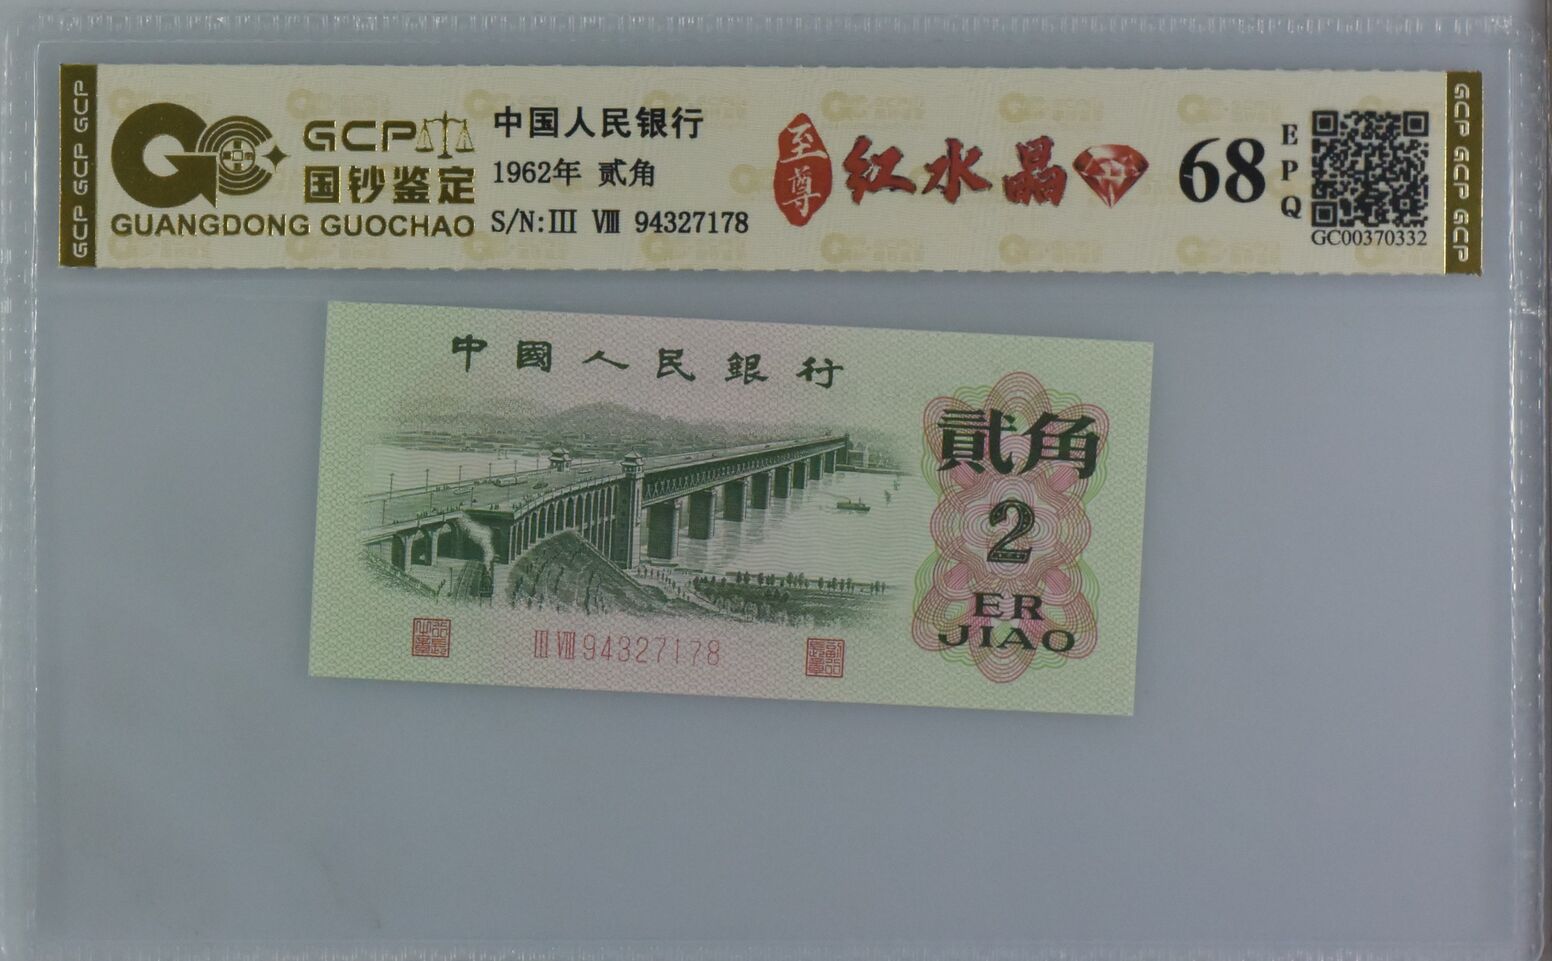 GCP GCP GCP
GCP
国钞鉴定
GUANGDONG GUOCHAO
中国人民银行
1962年 贰角
S/N:III VIII 94327178
至尊
红水晶
68
EPQ
GC00370332
GCP GCP GCP
中國人民銀行
貳角
2
ER
JIAO
III VIII 94327178